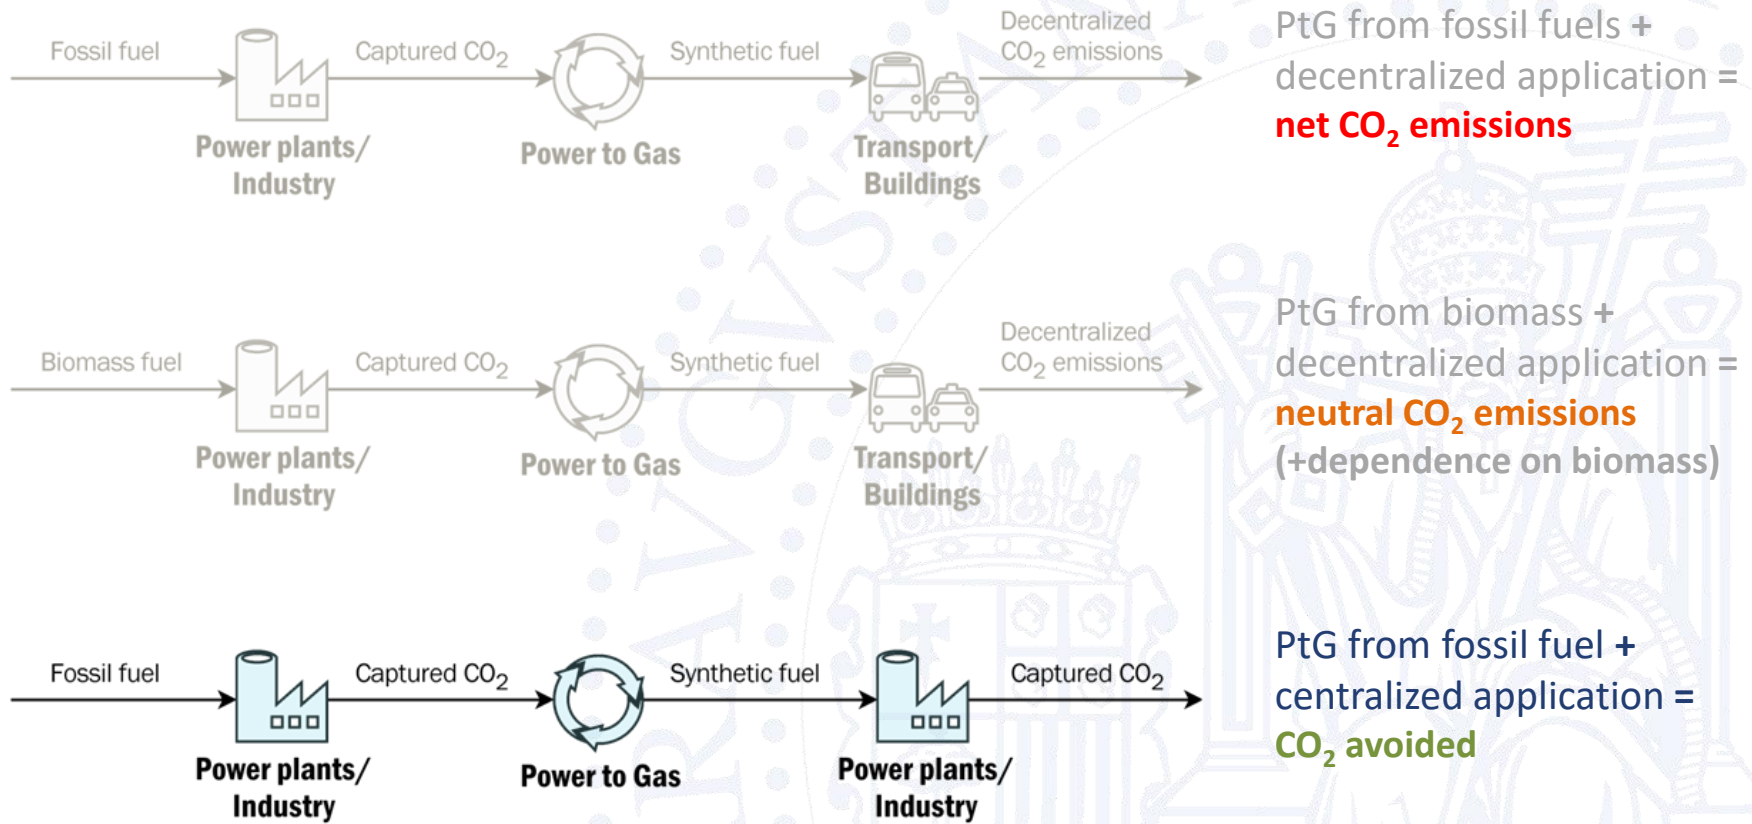 Fossil fuel
Captured CO2
Synthetic fuel
Decentralized
CO2 emissions
Power plants/
Industry
Power to Gas
Transport/
Buildings
PtG from fossil fuels +
decentralized application =
net CO2 emissions
Biomass fuel
Captured CO2
Synthetic fuel
Decentralized
CO2 emissions
Power plants/
Industry
Power to Gas
Transport/
Buildings
PtG from biomass +
decentralized application =
neutral CO2 emissions
(+dependence on biomass)
Fossil fuel
Captured CO2
Synthetic fuel
Captured CO2
Power plants/
Industry
Power to Gas
Power plants/
Industry
PtG from fossil fuel +
centralized application =
CO2 avoided